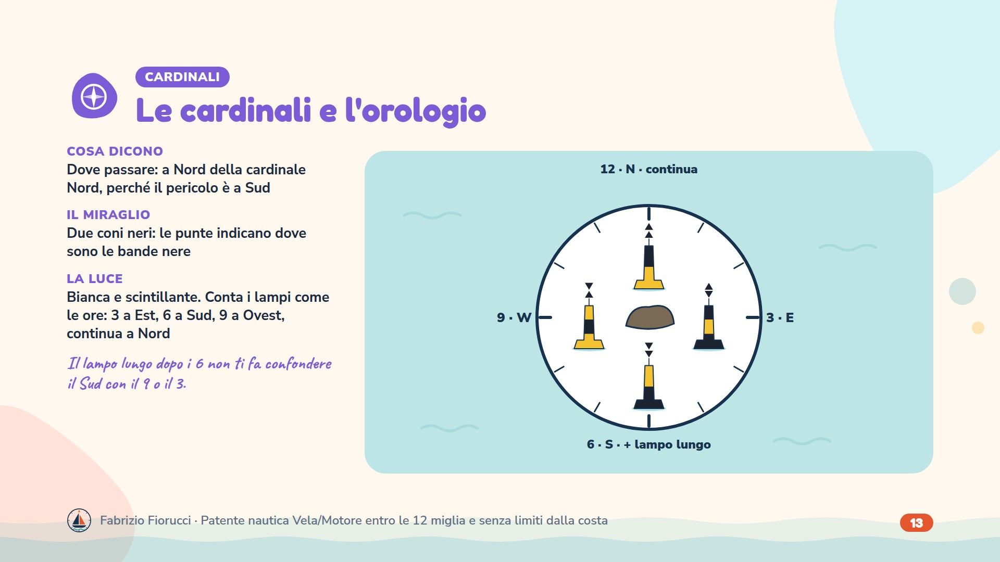 CARDINALI
Le cardinali e l'orologio
COSA DICONO
Dove passare: a Nord della cardinale
Nord, perché il pericolo è a Sud
IL MIRAGLIO
Due coni neri: le punte indicano dove
sono le bande nere
LA LUCE
Bianca e scintillante. Conta i lampi come
le ore: 3 a Est, 6 a Sud, 9 a Ovest,
continua a Nord
Il lampo lungo dopo i 6 non ti fa confondere
il Sud con il 9 o il 3.
12 · N · continua
9 · W
3 · E
6 · S · + lampo lungo
Fabrizio Fiorucci · Patente nautica Vela/Motore entro le 12 miglia e senza limiti dalla costa
13